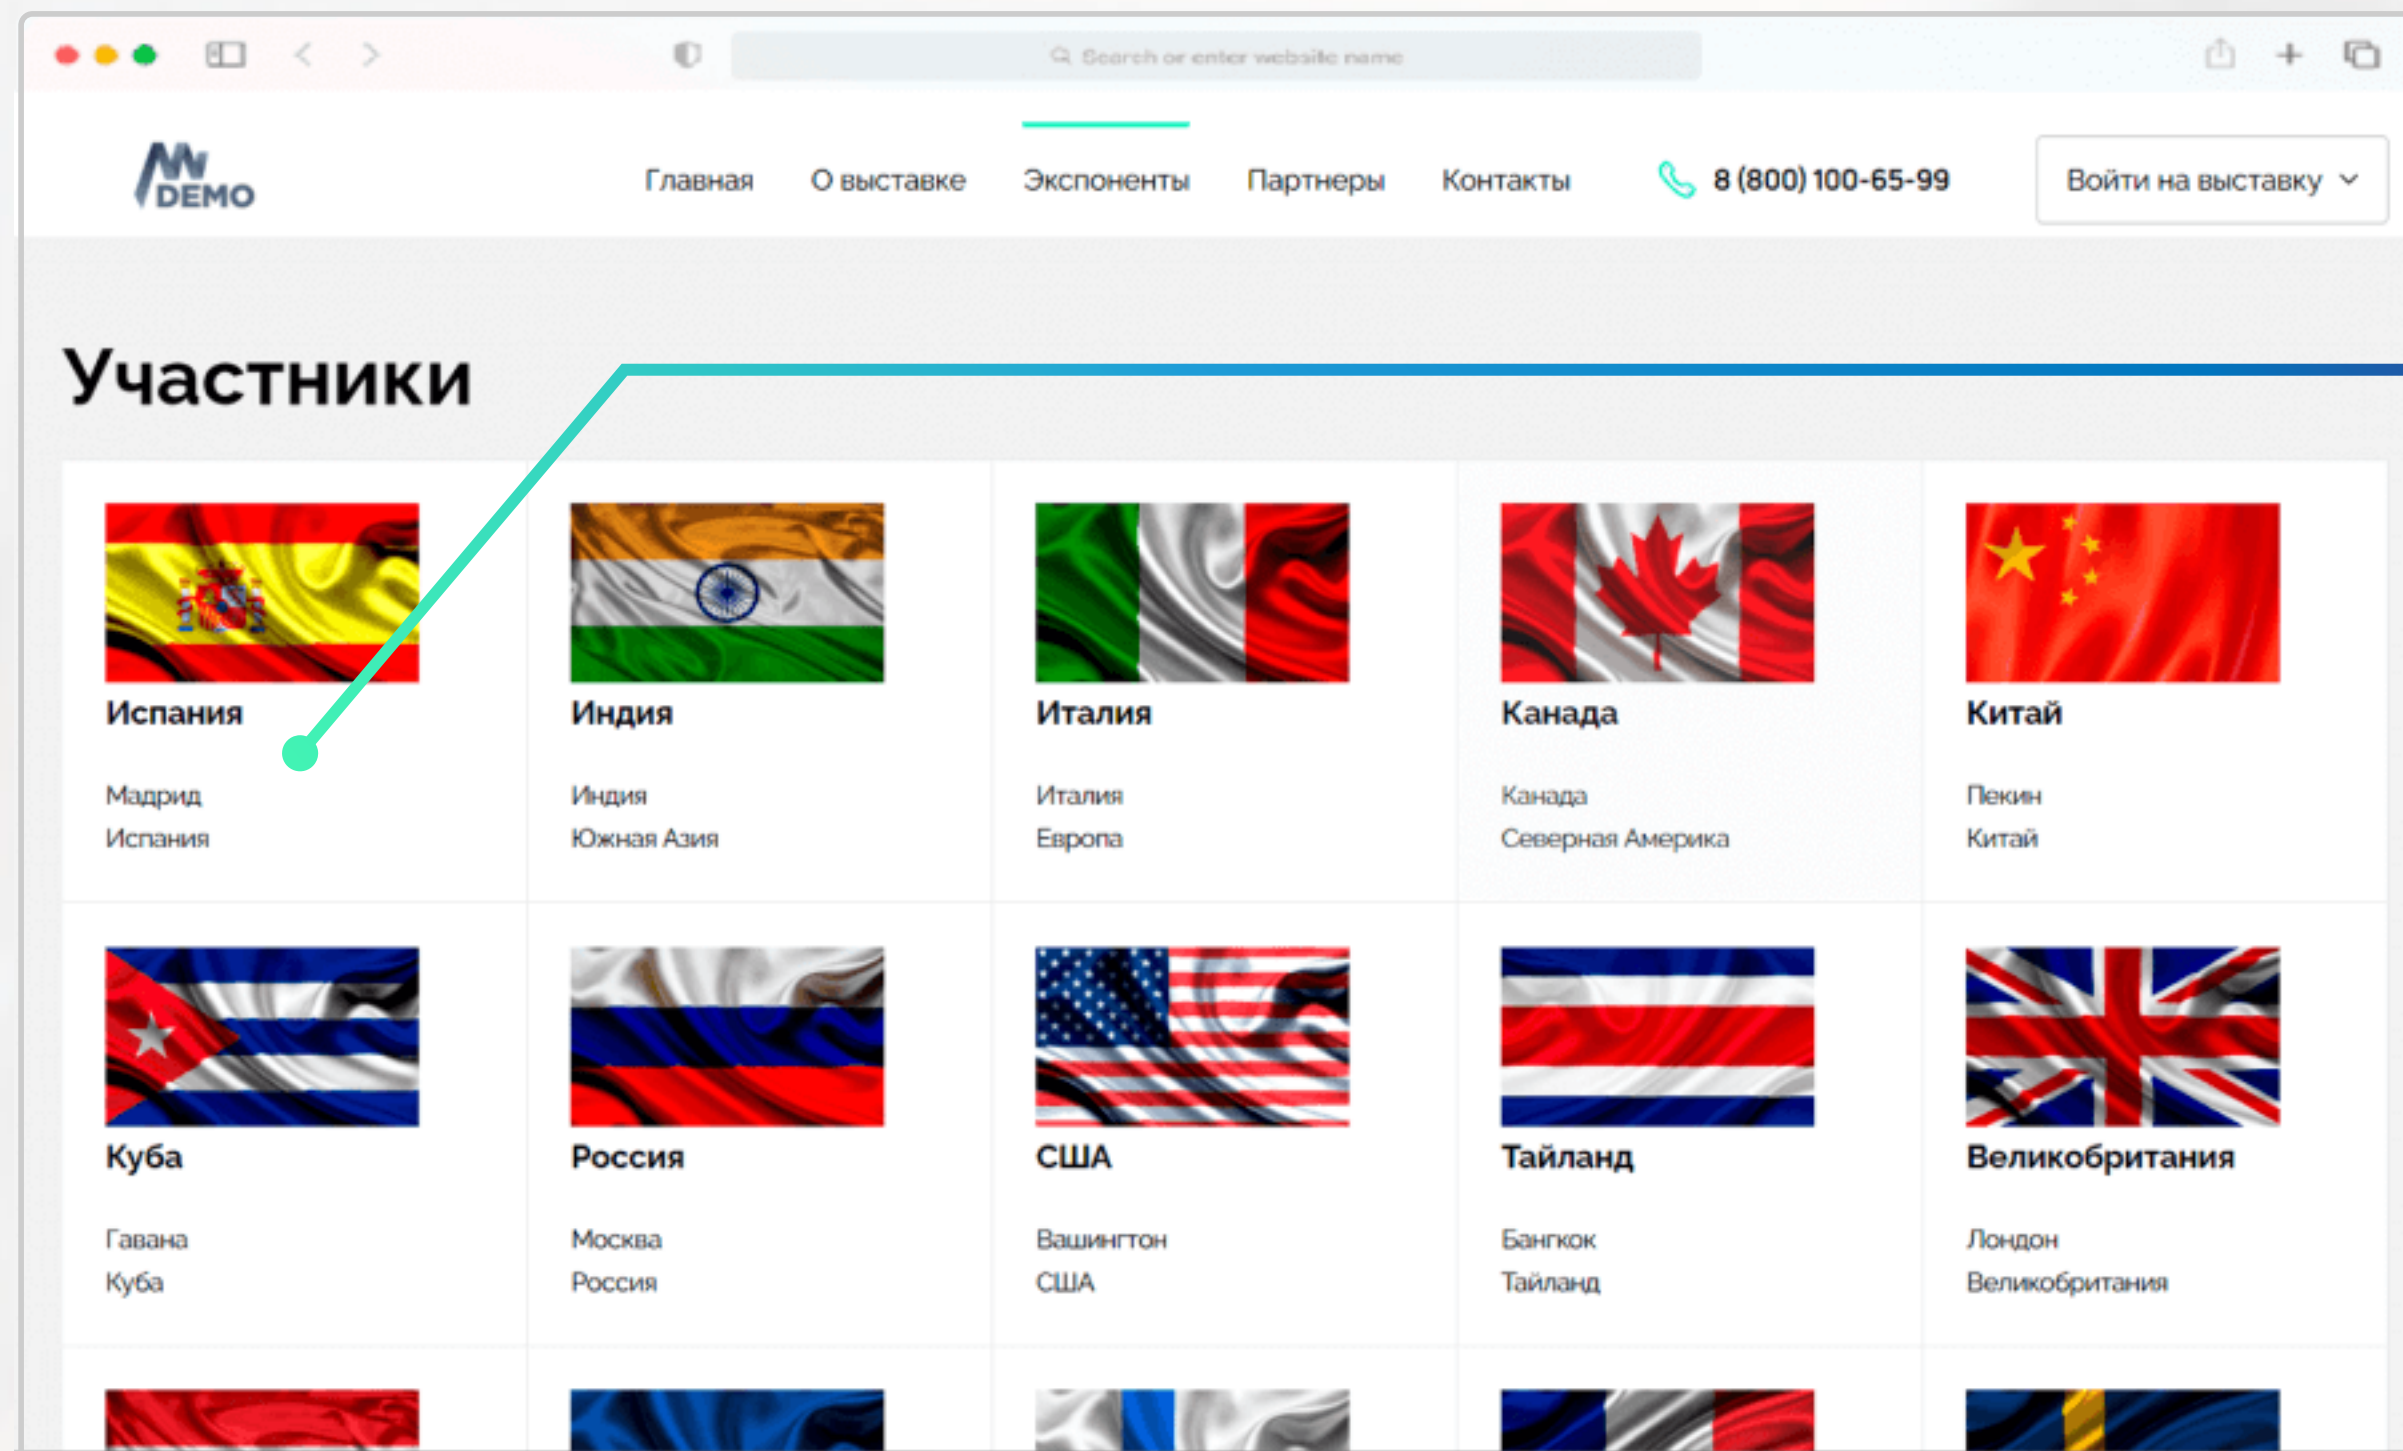 Search or enter website name
DEMO
Главная
О выставке
Экспоненты
Партнеры
Контакты
8 (800) 100-65-99
Войти на выставку
Участники
Испания
Мадрид
Испания
Индия
Индия
Южная Азия
Италия
Италия
Европа
Канада
Канада
Северная Америка
Китай
Пекин
Китай
Куба
Гавана
Куба
Россия
Москва
Россия
США
Вашингтон
США
Тайланд
Бангкок
Тайланд
Великобритания
Лондон
Великобритания